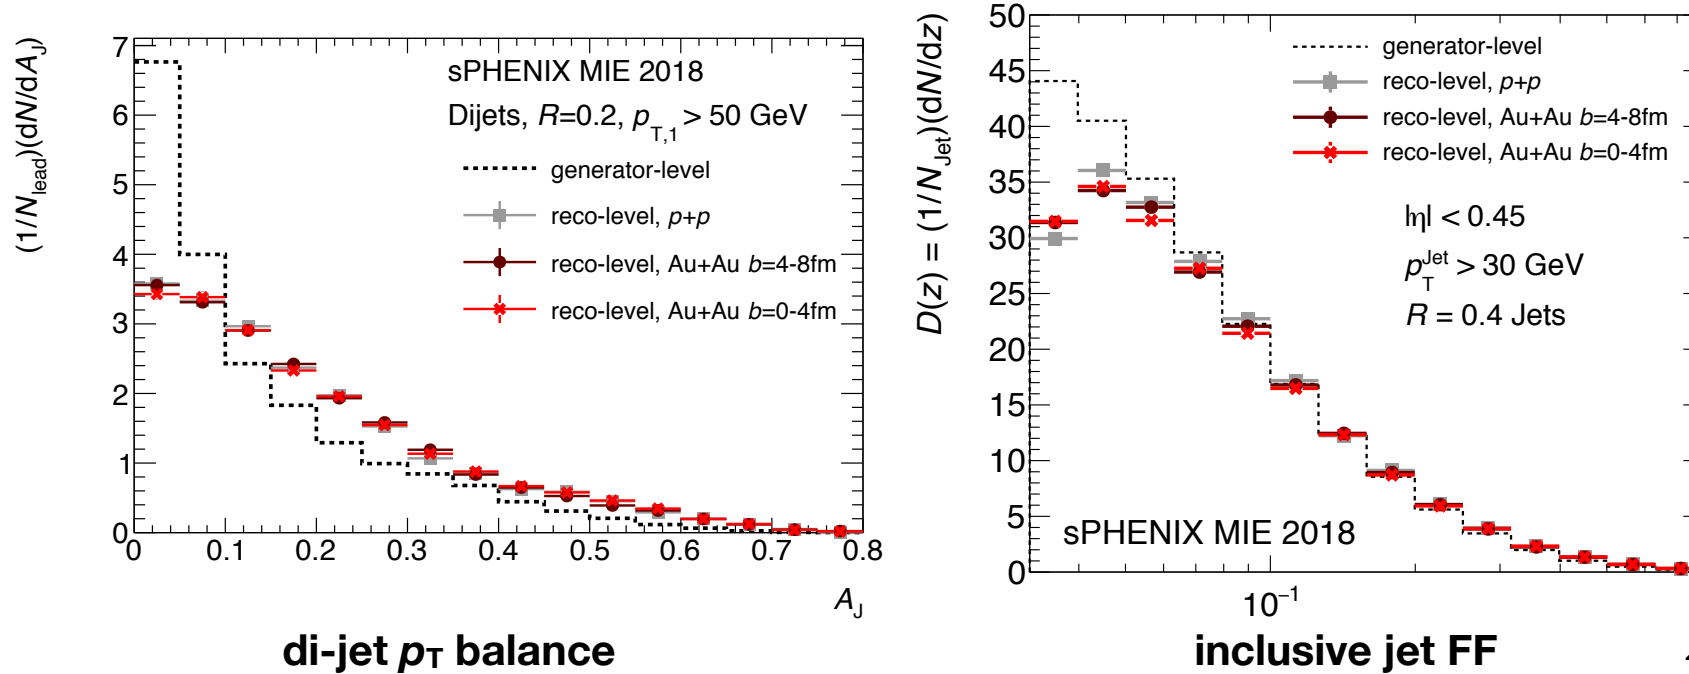 (1/N_lead)(dN/dA_J)
7
6
5
4
3
2
1
0
sPHENIX MIE 2018
Dijets, R=0.2, p_T,1 > 50 GeV
generator-level
reco-level, p+p
reco-level, Au+Au b=4-8fm
reco-level, Au+Au b=0-4fm
0 0.1 0.2 0.3 0.4 0.5 0.6 0.7 0.8
A_J
di-jet p_T balance
D(z) = (1/N_Jet)(dN/dz)
50
45
40
35
30
25
20
15
10
5
0
generator-level
reco-level, p+p
reco-level, Au+Au b=4-8fm
reco-level, Au+Au b=0-4fm
|η| < 0.45
p_T^Jet > 30 GeV
R = 0.4 Jets
sPHENIX MIE 2018
10⁻¹
inclusive jet FF